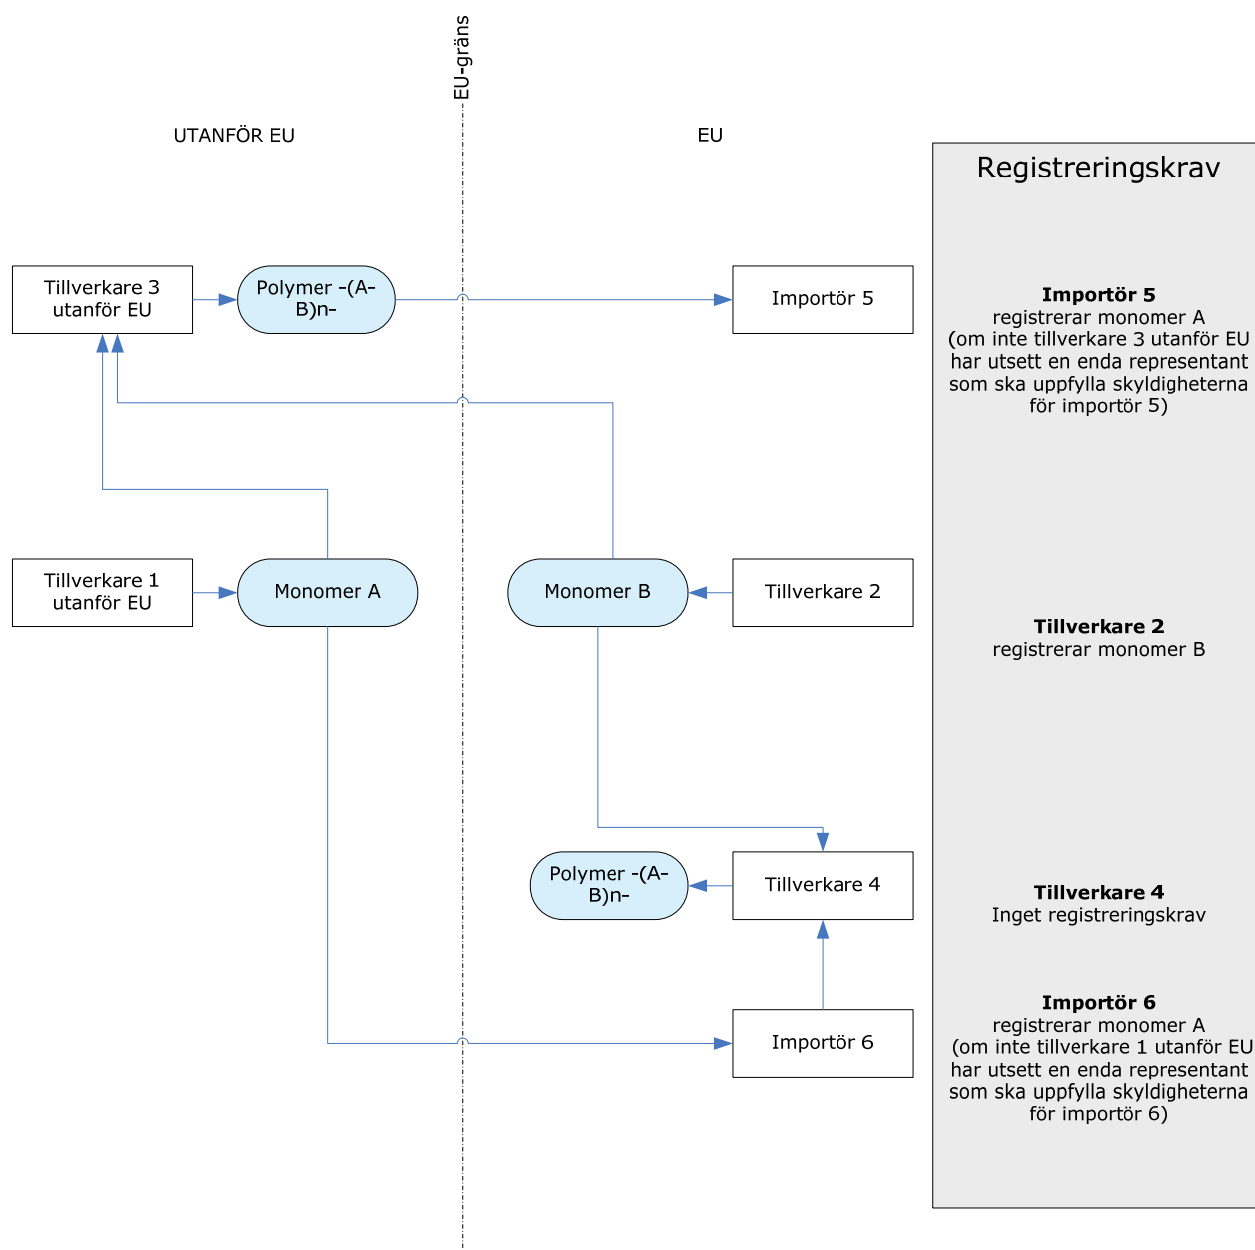 EU-gräns
UTANFÖR EU
EU
Registreringskrav
Tillverkare 3
utanför EU
Polymer -(A-
B)n-
Importör 5
Importör 5
registrerar monomer A
(om inte tillverkare 3 utanför EU
har utsett en enda representant
som ska uppfylla skyldigheterna
för importör 5)
Tillverkare 1
utanför EU
Monomer A
Monomer B
Tillverkare 2
Tillverkare 2
registrerar monomer B
Polymer -(A-
B)n-
Tillverkare 4
Tillverkare 4
Inget registreringskrav
Importör 6
Importör 6
registrerar monomer A
(om inte tillverkare 1 utanför EU
har utsett en enda representant
som ska uppfylla skyldigheterna
för importör 6)